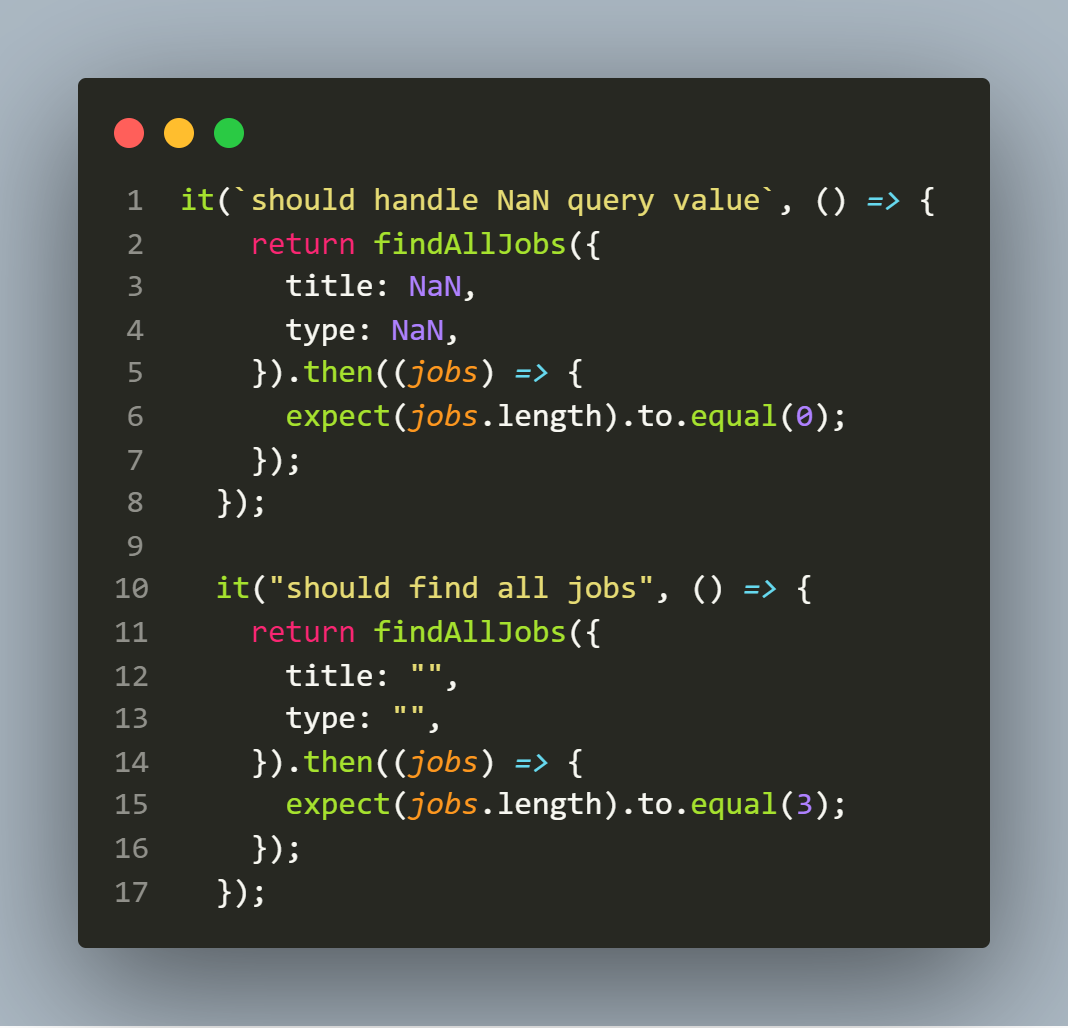 1 it(`should handle NaN query value`, () => {
2     return findAllJobs({
3       title: NaN,
4       type: NaN,
5     }).then((jobs) => {
6       expect(jobs.length).to.equal(0);
7     });
8   });
9
10   it("should find all jobs", () => {
11     return findAllJobs({
12       title: "",
13       type: "",
14     }).then((jobs) => {
15       expect(jobs.length).to.equal(3);
16     });
17   });